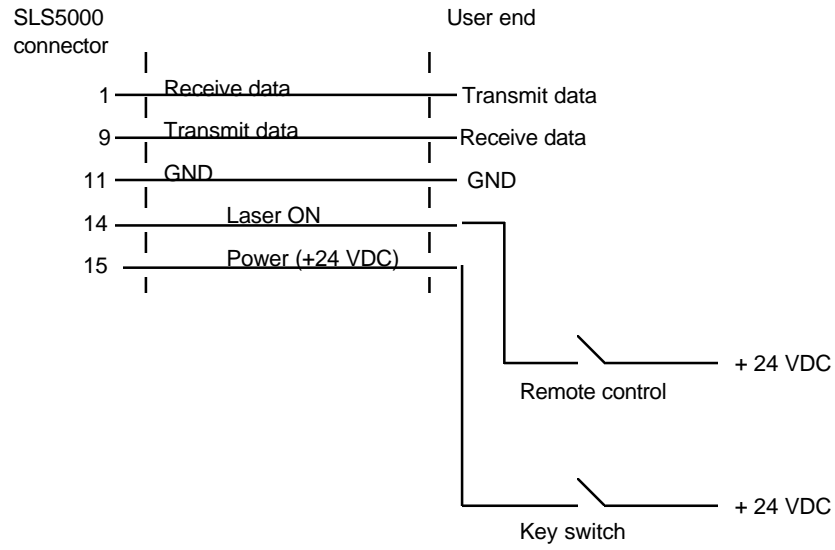 SLS5000
connector
User end
1 Receive data Transmit data
9 Transmit data Receive data
11 GND GND
14 Laser ON
15 Power (+24 VDC)
+ 24 VDC
Remote control
+ 24 VDC
Key switch